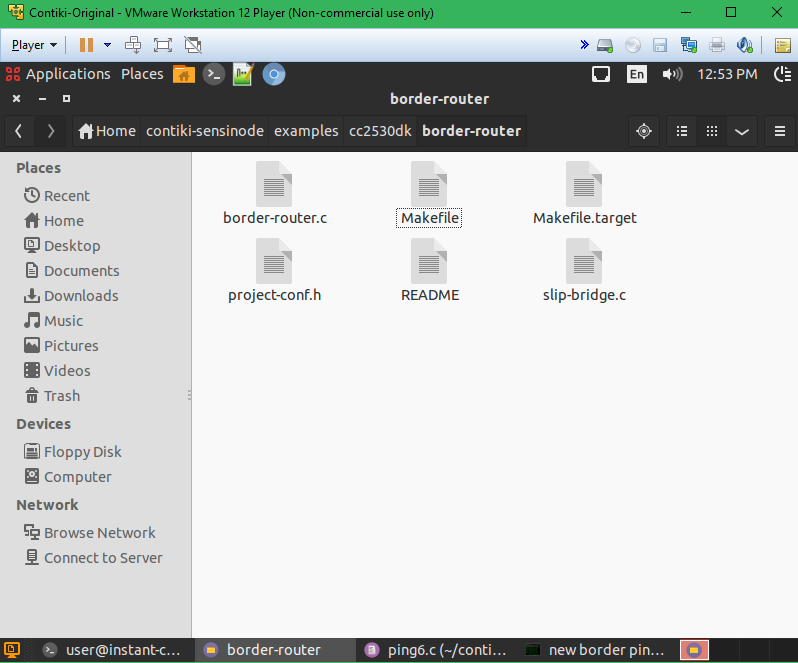 Contiki-Original - VMware Workstation 12 Player (Non-commercial use only)
Player
Applications Places En 12:53 PM
border-router
Home contiki-sensinode examples cc2530dk border-router
Places
Recent
Home
Desktop
Documents
Downloads
Music
Pictures
Videos
Trash
Devices
Floppy Disk
Computer
Network
Browse Network
Connect to Server
border-router.c Makefile Makefile.target
project-conf.h README slip-bridge.c
user@instant-c... border-router ping6.c (~/conti... new border pin...